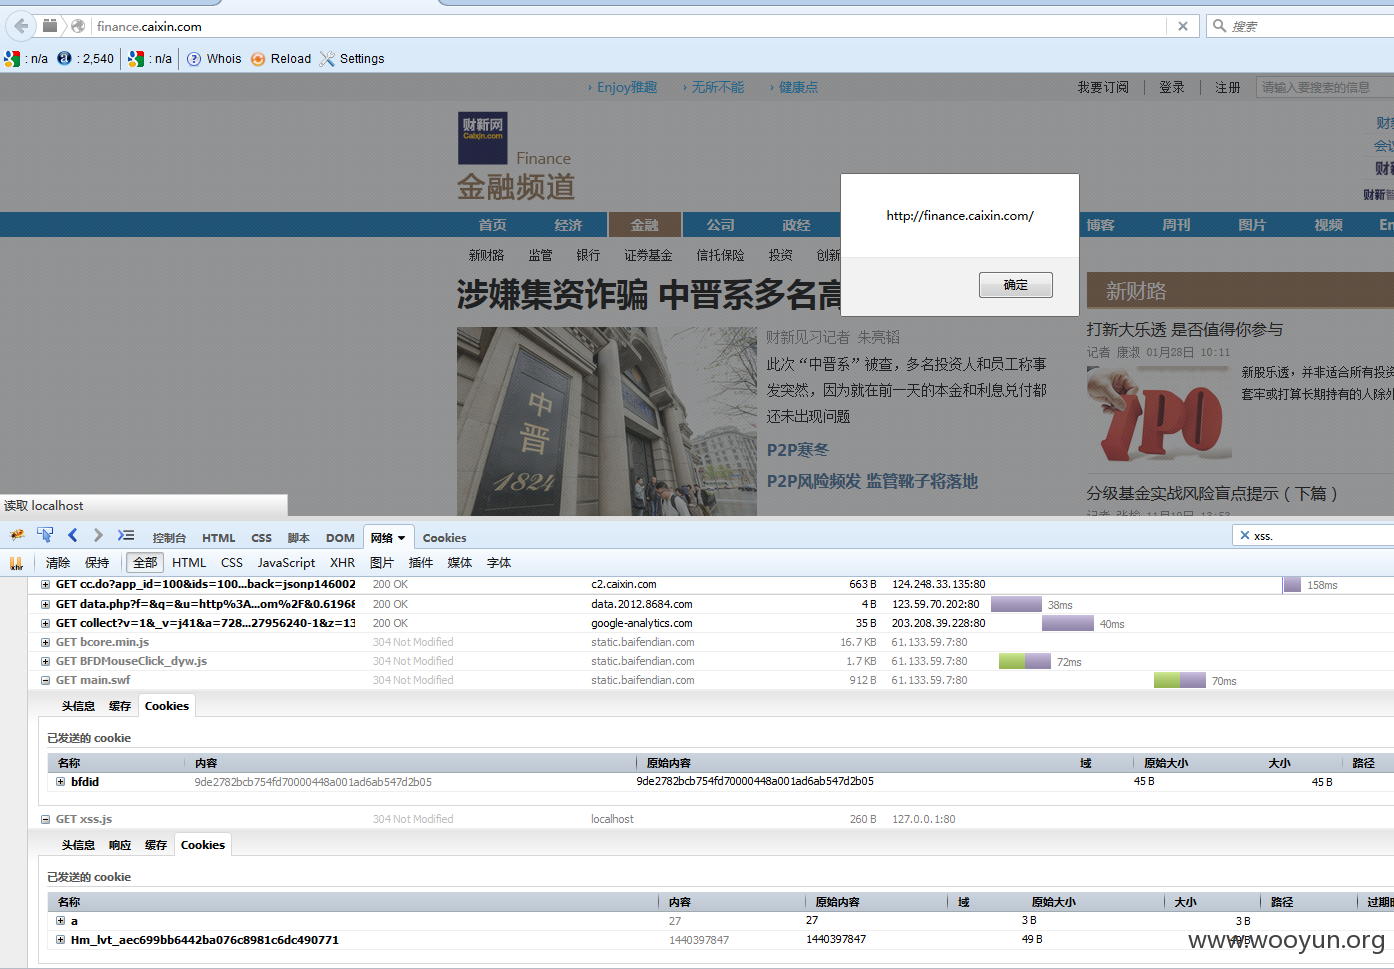 finance.caixin.com
搜索
: n/a : 2,540 : n/a Whois Reload Settings
› Enjoy雅趣 › 无所不能 › 健康点 我要订阅 登录 注册 请输入要搜索的信息
财新网
Caixin.com
Finance
金融频道
财新
http://finance.caixin.com/
确定
首页 经济 金融 公司 政经 博客 周刊 图片 视频 En
新财路 监管 银行 证券基金 信托保险 投资 创新
涉嫌集资诈骗 中晋系多名高
中晋
1824
财新见习记者 朱亮韬
此次“中晋系”被查，多名投资人和员工称事
发突然，因为就在前一天的本金和利息兑付都
还未出现问题
P2P寒冬
P2P风险频发 监管靴子将落地
新财路
打新大乐透 是否值得你参与
记者 康淑 01月28日 10:11
IPO
新股乐透，并非适合所有投资
套牢或打算长期持有的人除外
分级基金实战风险盲点提示（下篇）
读取 localhost
控制台 HTML CSS 脚本 DOM 网络 Cookies
xss.
清除 保持 全部 HTML CSS JavaScript XHR 图片 插件 媒体 字体
GET cc.do?app_id=100&ids=100...back=jsonp146002 200 OK c2.caixin.com 663 B 124.248.33.135:80 158ms
GET data.php?f=&q=&u=http%3A...om%2F&0.61968 200 OK data.2012.8684.com 4 B 123.59.70.202:80 38ms
GET collect?v=1&_v=j41&a=728...27956240-1&z=13 200 OK google-analytics.com 35 B 203.208.39.228:80 40ms
GET bcore.min.js 304 Not Modified static.baifendian.com 16.7 KB 61.133.59.7:80
GET BFDMouseClick_dyw.js 304 Not Modified static.baifendian.com 1.7 KB 61.133.59.7:80 72ms
GET main.swf 304 Not Modified static.baifendian.com 912 B 61.133.59.7:80 70ms
头信息 缓存 Cookies
已发送的 cookie
名称 内容 原始内容 域 原始大小 大小 路径
bfdid 9de2782bcb754fd70000448a001ad6ab547d2b05 9de2782bcb754fd70000448a001ad6ab547d2b05 45 B 45 B
GET xss.js 304 Not Modified localhost 260 B 127.0.0.1:80
头信息 响应 缓存 Cookies
已发送的 cookie
名称 内容 原始内容 域 原始大小 大小 路径 过期
a 27 27 3 B 3 B
Hm_lvt_aec699bb6442ba076c8981c6dc490771 1440397847 1440397847 49 B 49 B
www.wooyun.org